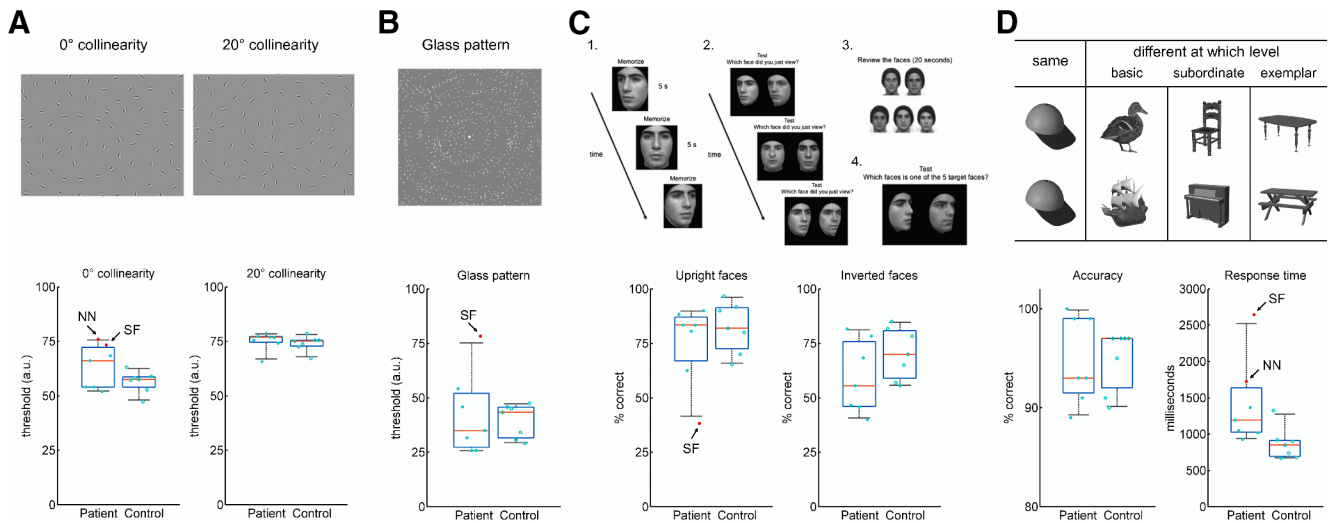 A
0° collinearity
20° collinearity
0° collinearity
20° collinearity
threshold (a.u.)
100
75
50
25
0
NN
SF
Patient Control
threshold (a.u.)
100
75
50
25
0
Patient Control
B
Glass pattern
Glass pattern
threshold (a.u.)
100
75
50
25
0
SF
Patient Control
C
1.
Memorize
5 s
Memorize
5 s
Memorize
time
2.
Test
Which face did you just view?
Test
Which face did you just view?
Test
Which face did you just view?
time
3.
Review the faces (20 seconds)
4.
Test
Which faces is one of the 5 target faces?
Upright faces
% correct
100
75
50
25
0
SF
Patient Control
Inverted faces
% correct
100
75
50
25
0
Patient Control
D
same
different at which level
basic
subordinate
exemplar
Accuracy
% correct
100
90
80
Patient Control
Response time
milliseconds
3000
2500
2000
1500
1000
500
0
SF
NN
Patient Control